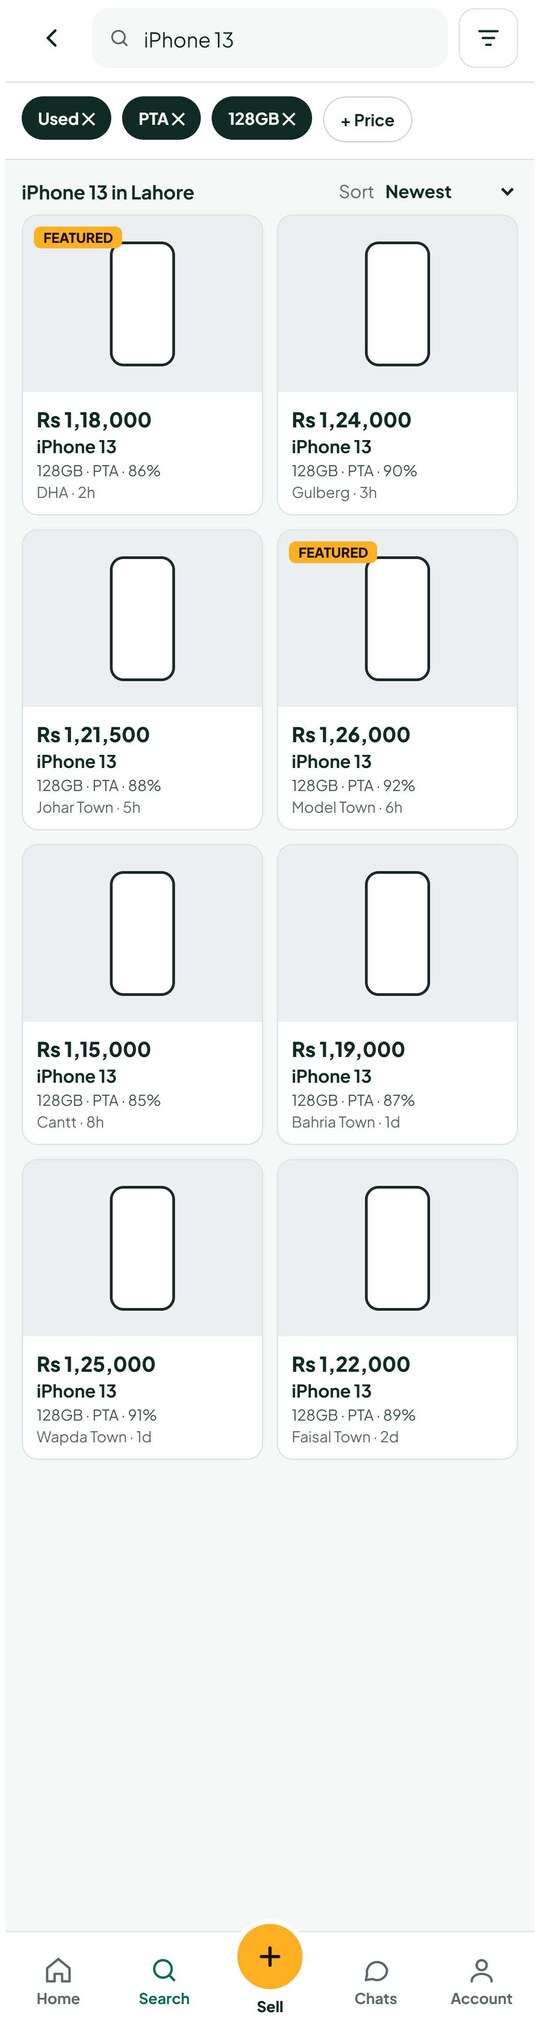 iPhone 13
Used
PTA
128GB
+ Price
iPhone 13 in Lahore
Sort Newest
FEATURED
Rs 1,18,000
iPhone 13
128GB · PTA · 86%
DHA · 2h
Rs 1,24,000
iPhone 13
128GB · PTA · 90%
Gulberg · 3h
Rs 1,21,500
iPhone 13
128GB · PTA · 88%
Johar Town · 5h
FEATURED
Rs 1,26,000
iPhone 13
128GB · PTA · 92%
Model Town · 6h
Rs 1,15,000
iPhone 13
128GB · PTA · 85%
Cantt · 8h
Rs 1,19,000
iPhone 13
128GB · PTA · 87%
Bahria Town · 1d
Rs 1,25,000
iPhone 13
128GB · PTA · 91%
Wapda Town · 1d
Rs 1,22,000
iPhone 13
128GB · PTA · 89%
Faisal Town · 2d
Home
Search
Sell
Chats
Account